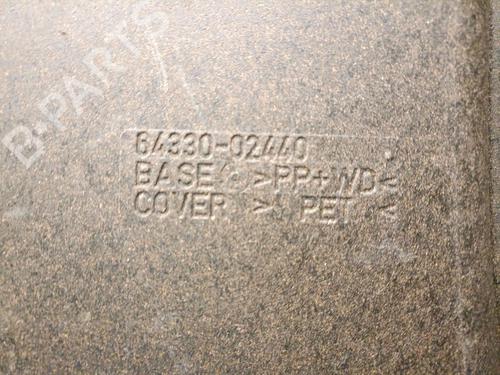 B-PARTS
64330-02440
BASE >PP+WD<
COVER > PET <